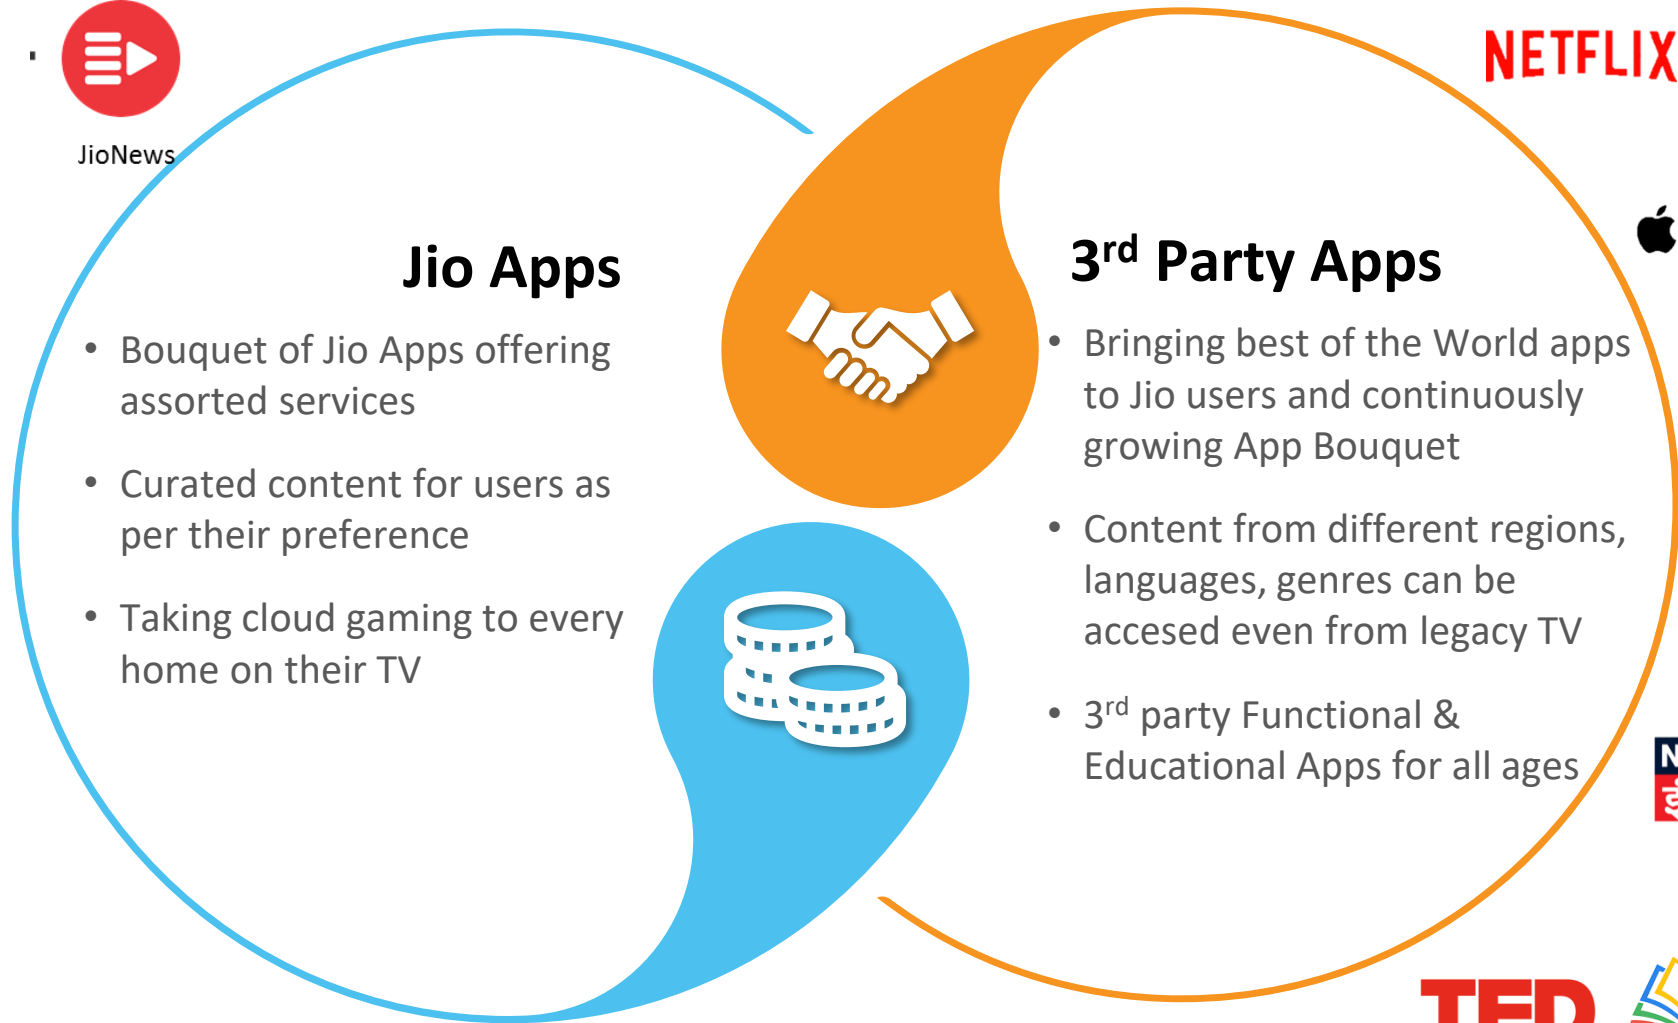 JioNews
NETFLIX
Jio Apps
• Bouquet of Jio Apps offering
assorted services
• Curated content for users as
per their preference
• Taking cloud gaming to every
home on their TV
3rd Party Apps
• Bringing best of the World apps
to Jio users and continuously
growing App Bouquet
• Content from different regions,
languages, genres can be
accesed even from legacy TV
• 3rd party Functional &
Educational Apps for all ages
TED